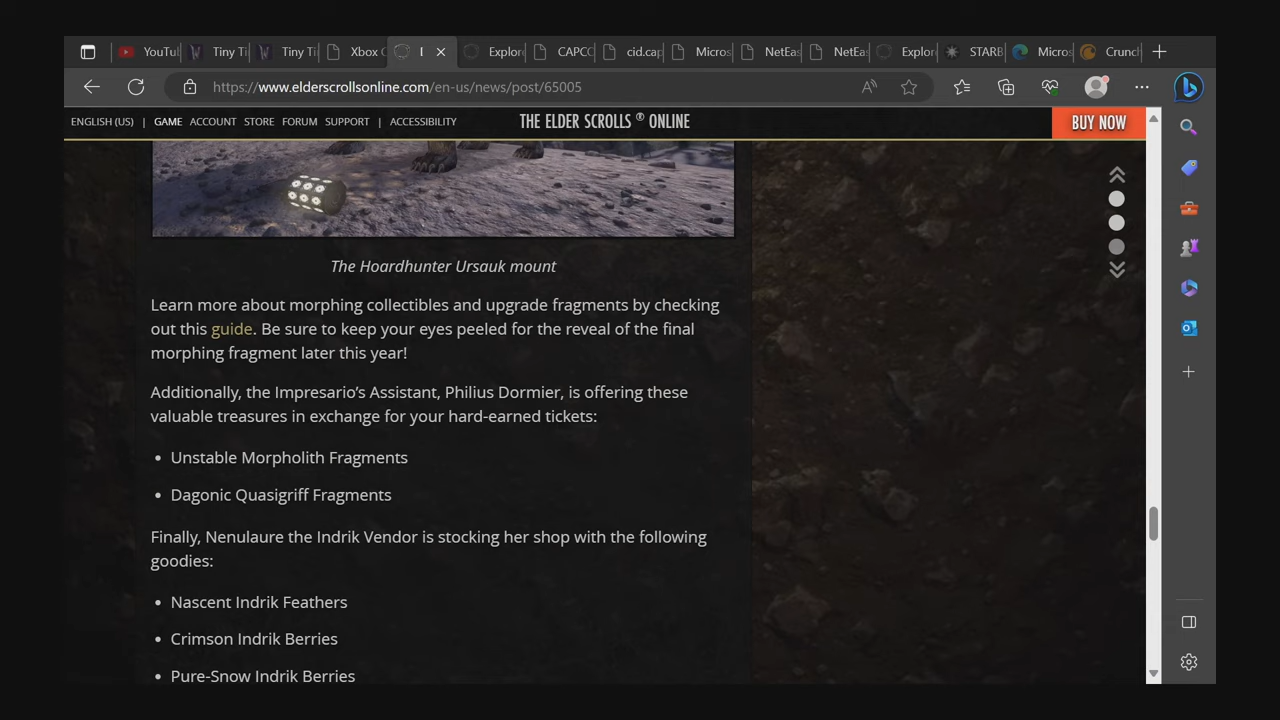 YouTu
Tiny Ti
Tiny Ti
Xbox C
Explor
CAPCC
cid.cap
Micros
NetEas
NetEa:
Explor
STARB
Micros
Crunch
https://www.elderscrollsonline.com/en-us/news/post/65005
ENGLISH (US) | GAME ACCOUNT STORE FORUM SUPPORT | ACCESSIBILITY
THE ELDER SCROLLS ® ONLINE
BUY NOW
The Hoardhunter Ursauk mount
Learn more about morphing collectibles and upgrade fragments by checking
out this guide. Be sure to keep your eyes peeled for the reveal of the final
morphing fragment later this year!
Additionally, the Impresario’s Assistant, Philius Dormier, is offering these
valuable treasures in exchange for your hard-earned tickets:
• Unstable Morpholith Fragments
• Dagonic Quasigriff Fragments
Finally, Nenulaure the Indrik Vendor is stocking her shop with the following
goodies:
• Nascent Indrik Feathers
• Crimson Indrik Berries
• Pure-Snow Indrik Berries